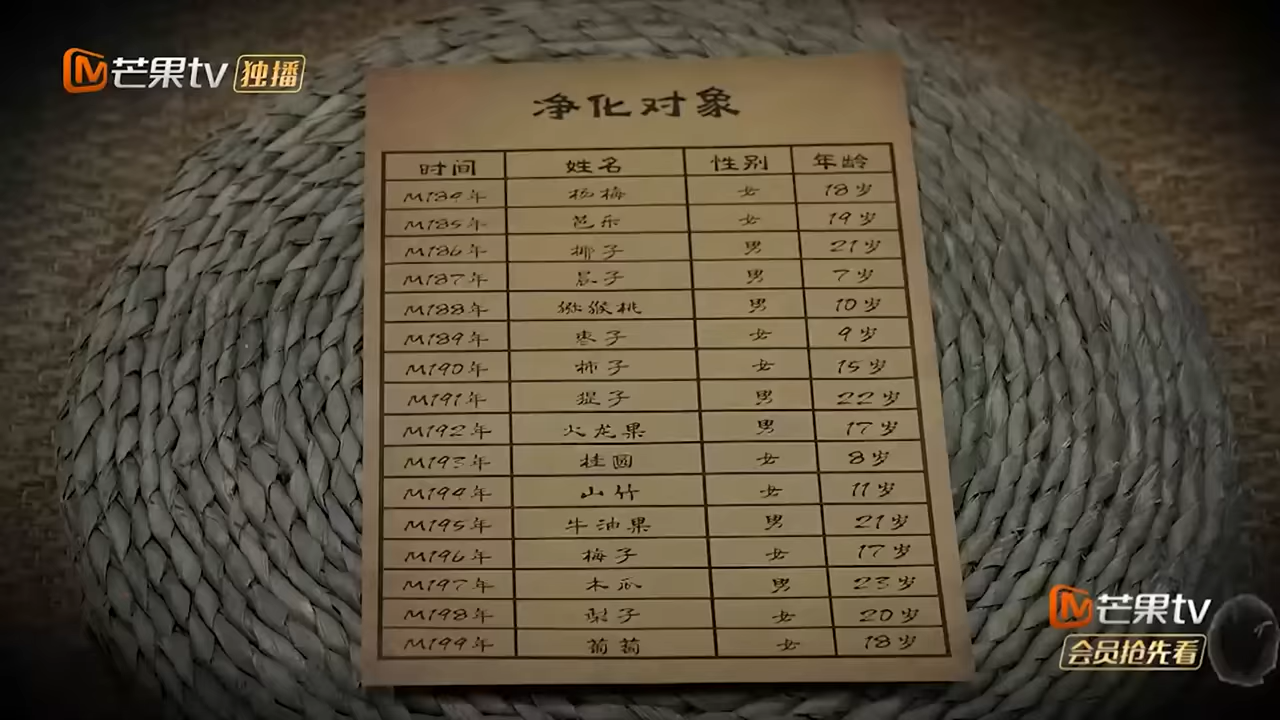 芒果tv 独播
净化对象
时间 姓名 性别 年龄
M184年 杨梅 女 18岁
M185年 芭乐 女 19岁
M186年 椰子 男 21岁
M187年 李子 男 7岁
M188年 猕猴桃 男 10岁
M189年 枣子 女 9岁
M190年 柿子 女 15岁
M191年 提子 男 22岁
M192年 火龙果 男 17岁
M193年 桂圆 女 8岁
M194年 山竹 女 11岁
M195年 牛油果 男 21岁
M196年 梅子 女 17岁
M197年 木瓜 男 23岁
M198年 梨子 女 20岁
M199年 葡萄 女 18岁
芒果tv
会员抢先看